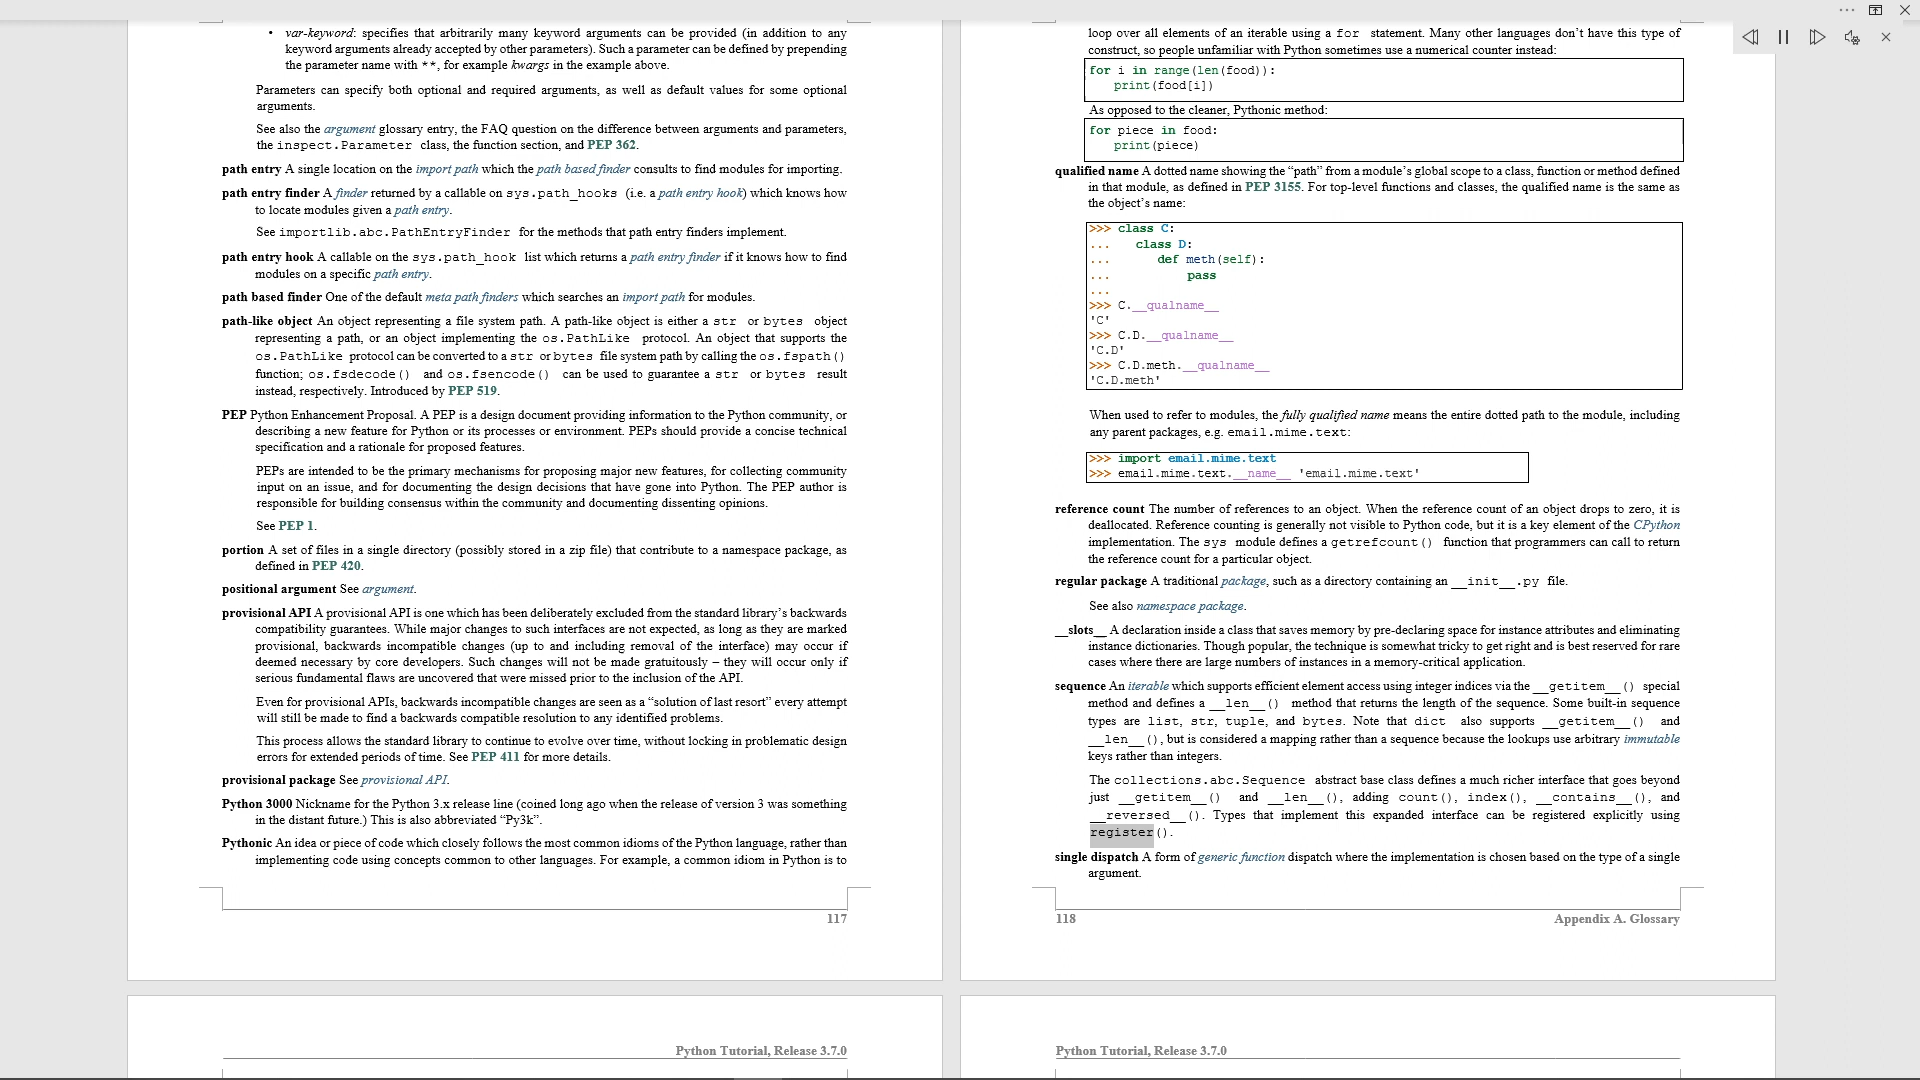 • var-keyword: specifies that arbitrarily many keyword arguments can be provided (in addition to any
keyword arguments already accepted by other parameters). Such a parameter can be defined by prepending
the parameter name with **, for example kwargs in the example above.
Parameters can specify both optional and required arguments, as well as default values for some optional
arguments.
See also the argument glossary entry, the FAQ question on the difference between arguments and parameters,
the inspect.Parameter class, the function section, and PEP 362.
path entry A single location on the import path which the path based finder consults to find modules for importing.
path entry finder A finder returned by a callable on sys.path_hooks (i.e. a path entry hook) which knows how
to locate modules given a path entry.
See importlib.abc.PathEntryFinder for the methods that path entry finders implement.
path entry hook A callable on the sys.path_hook list which returns a path entry finder if it knows how to find
modules on a specific path entry.
path based finder One of the default meta path finders which searches an import path for modules.
path-like object An object representing a file system path. A path-like object is either a str or bytes object
representing a path, or an object implementing the os.PathLike protocol. An object that supports the
os.PathLike protocol can be converted to a str or bytes file system path by calling the os.fspath()
function; os.fsdecode() and os.fsencode() can be used to guarantee a str or bytes result
instead, respectively. Introduced by PEP 519.
PEP Python Enhancement Proposal. A PEP is a design document providing information to the Python community, or
describing a new feature for Python or its processes or environment. PEPs should provide a concise technical
specification and a rationale for proposed features.
PEPs are intended to be the primary mechanisms for proposing major new features, for collecting community
input on an issue, and for documenting the design decisions that have gone into Python. The PEP author is
responsible for building consensus within the community and documenting dissenting opinions.
See PEP 1.
portion A set of files in a single directory (possibly stored in a zip file) that contribute to a namespace package, as
defined in PEP 420.
positional argument See argument.
provisional API A provisional API is one which has been deliberately excluded from the standard library's backwards
compatibility guarantees. While major changes to such interfaces are not expected, as long as they are marked
provisional, backwards incompatible changes (up to and including removal of the interface) may occur if
deemed necessary by core developers. Such changes will not be made gratuitously – they will occur only if
serious fundamental flaws are uncovered that were missed prior to the inclusion of the API.
Even for provisional APIs, backwards incompatible changes are seen as a “solution of last resort” every attempt
will still be made to find a backwards compatible resolution to any identified problems.
This process allows the standard library to continue to evolve over time, without locking in problematic design
errors for extended periods of time. See PEP 411 for more details.
provisional package See provisional API.
Python 3000 Nickname for the Python 3.x release line (coined long ago when the release of version 3 was something
in the distant future.) This is also abbreviated “Py3k”.
Pythonic An idea or piece of code which closely follows the most common idioms of the Python language, rather than
implementing code using concepts common to other languages. For example, a common idiom in Python is to
117
loop over all elements of an iterable using a for statement. Many other languages don't have this type of
construct, so people unfamiliar with Python sometimes use a numerical counter instead:
for i in range(len(food)):
print(food[i])
As opposed to the cleaner, Pythonic method:
for piece in food:
print(piece)
qualified name A dotted name showing the “path” from a module's global scope to a class, function or method defined
in that module, as defined in PEP 3155. For top-level functions and classes, the qualified name is the same as
the object's name:
>>> class C:
... class D:
... def meth(self):
... pass
...
>>> C.__qualname__
'C'
>>> C.D.__qualname__
'C.D'
>>> C.D.meth.__qualname__
'C.D.meth'
When used to refer to modules, the fully qualified name means the entire dotted path to the module, including
any parent packages, e.g. email.mime.text:
>>> import email.mime.text
>>> email.mime.text.__name__ 'email.mime.text'
reference count The number of references to an object. When the reference count of an object drops to zero, it is
deallocated. Reference counting is generally not visible to Python code, but it is a key element of the CPython
implementation. The sys module defines a getrefcount() function that programmers can call to return
the reference count for a particular object.
regular package A traditional package, such as a directory containing an __init__.py file.
See also namespace package.
__slots__ A declaration inside a class that saves memory by pre-declaring space for instance attributes and eliminating
instance dictionaries. Though popular, the technique is somewhat tricky to get right and is best reserved for rare
cases where there are large numbers of instances in a memory-critical application.
sequence An iterable which supports efficient element access using integer indices via the __getitem__() special
method and defines a __len__() method that returns the length of the sequence. Some built-in sequence
types are list, str, tuple, and bytes. Note that dict also supports __getitem__() and
__len__(), but is considered a mapping rather than a sequence because the lookups use arbitrary immutable
keys rather than integers.
The collections.abc.Sequence abstract base class defines a much richer interface that goes beyond
just __getitem__() and __len__(), adding count(), index(), __contains__(), and
__reversed__(). Types that implement this expanded interface can be registered explicitly using
register().
single dispatch A form of generic function dispatch where the implementation is chosen based on the type of a single
argument.
118 Appendix A. Glossary
Python Tutorial, Release 3.7.0
Python Tutorial, Release 3.7.0